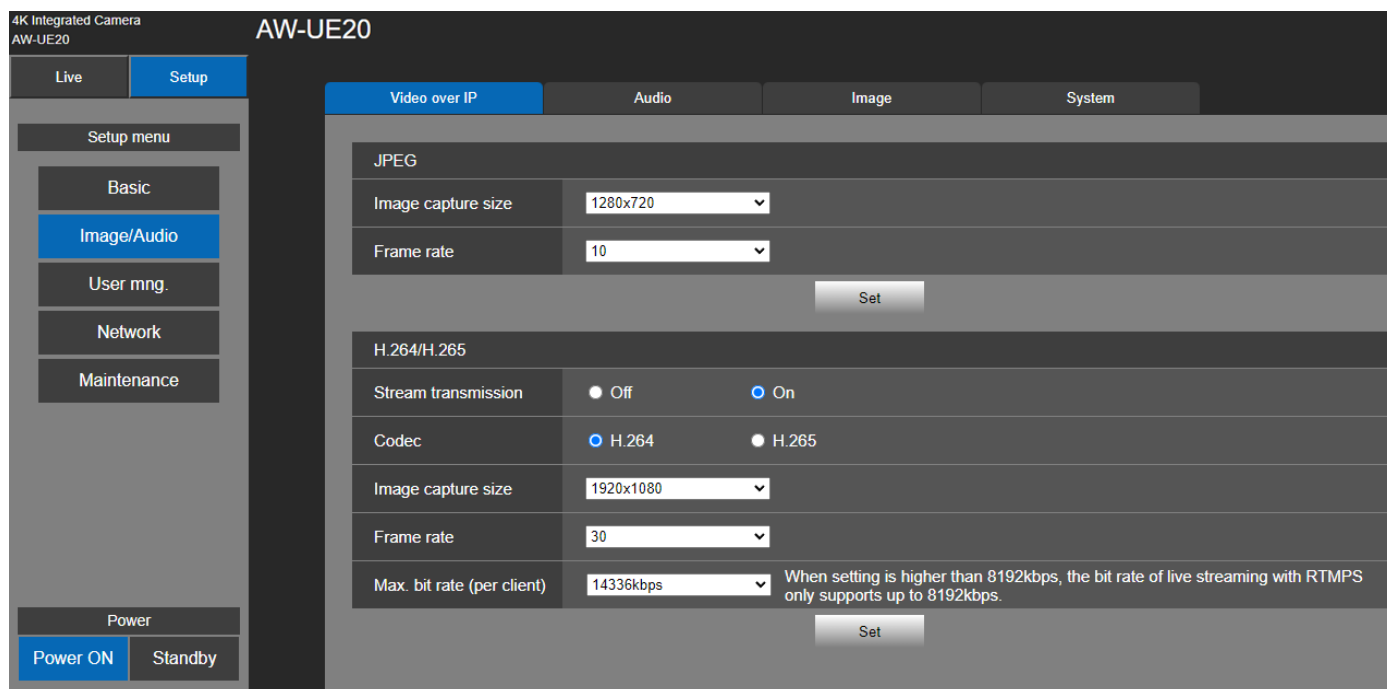 4K Integrated Camera
AW-UE20
AW-UE20
Live Setup
Setup menu
Basic
Image/Audio
User mng.
Network
Maintenance
Power
Power ON Standby
Video over IP Audio Image System
JPEG
Image capture size 1280x720
Frame rate 10
Set
H.264/H.265
Stream transmission Off On
Codec H.264 H.265
Image capture size 1920x1080
Frame rate 30
Max. bit rate (per client) 14336kbps When setting is higher than 8192kbps, the bit rate of live streaming with RTMPS
only supports up to 8192kbps.
Set